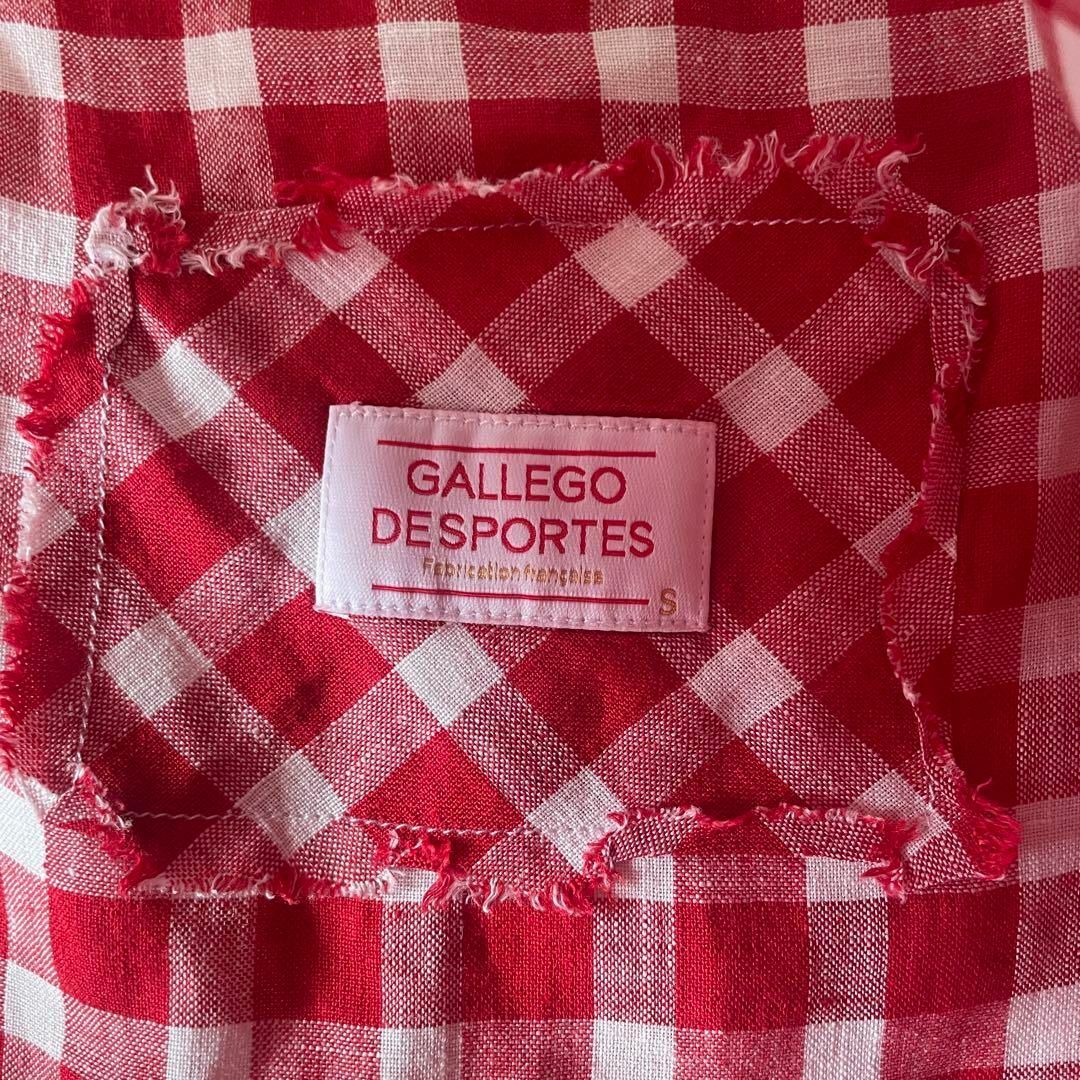 GALLEGO
DESPORTES
Fabrication française
S